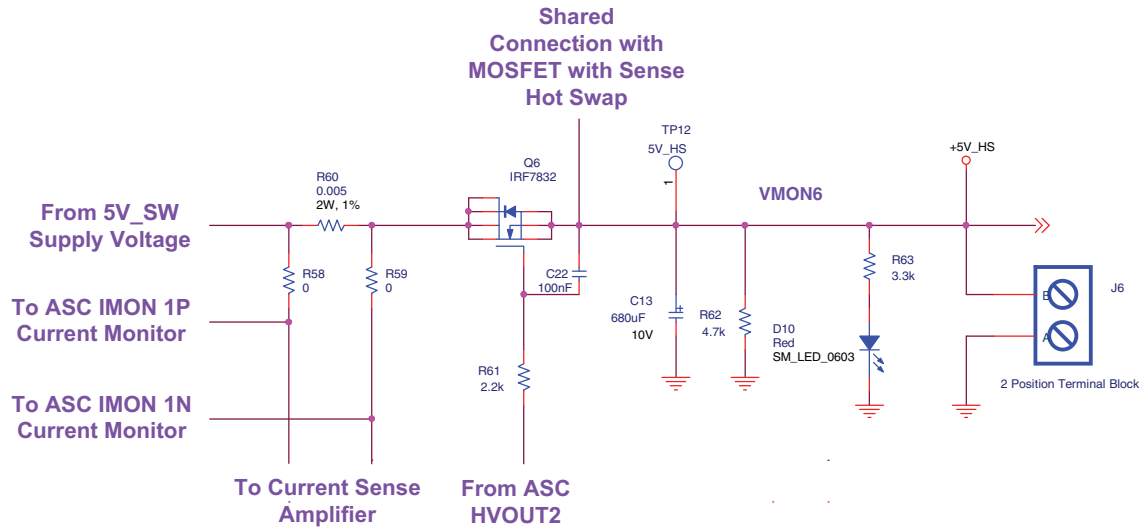 Shared
Connection with
MOSFET with Sense
Hot Swap
TP12
5V_HS
1
+5V_HS
Q6
IRF7832
R60
0.005
2W, 1%
VMON6
From 5V_SW
Supply Voltage
R58
0
R59
0
C22
100nF
R63
3.3k
To ASC IMON 1P
Current Monitor
C13
680uF
10V
R62
4.7k
D10
Red
SM_LED_0603
J6
B
A
2 Position Terminal Block
R61
2.2k
To ASC IMON 1N
Current Monitor
To Current Sense
Amplifier
From ASC
HVOUT2